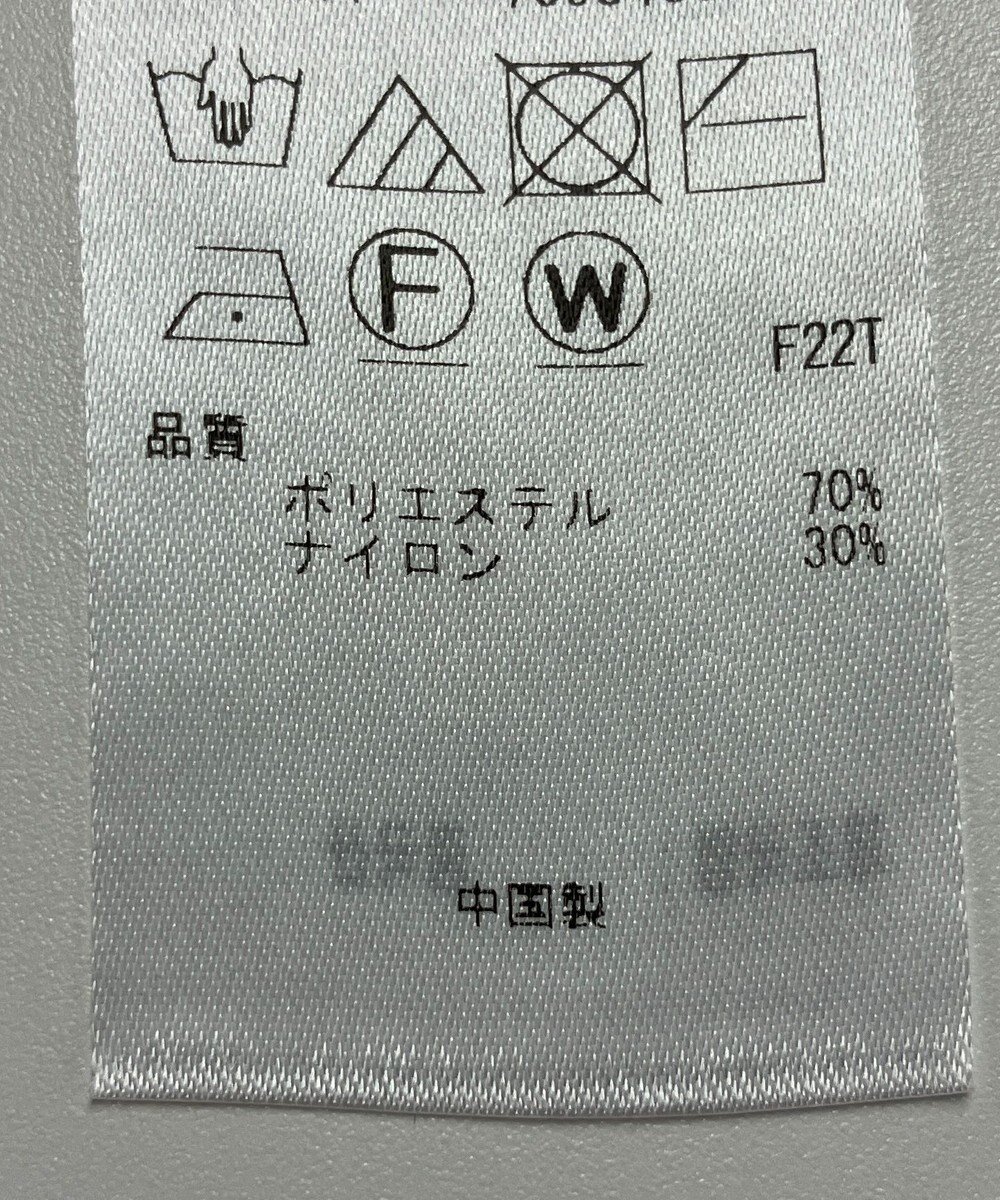 F
W
F22T
品質
ポリエステル 70%
ナイロン 30%
中国製